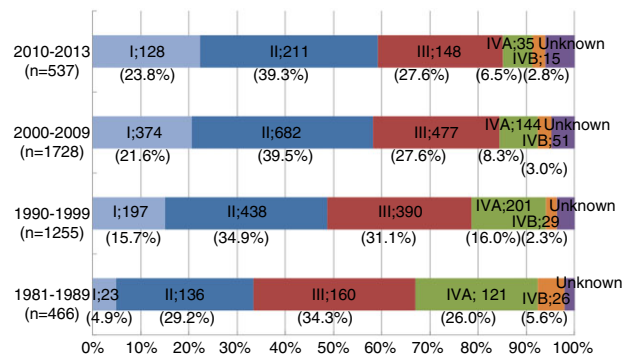 2010-2013
(n=537)
I;128 II;211 III;148 IVA;35 Unknown
IVB;15
(23.8%) (39.3%) (27.6%) (6.5%) (2.8%)
2000-2009
(n=1728)
I;374 II;682 III;477 IVA;144 Unknown
IVB;51
(21.6%) (39.5%) (27.6%) (8.3%)
(3.0%)
1990-1999
(n=1255)
I;197 II;438 III;390 IVA;201 Unknown
IVB;29
(15.7%) (34.9%) (31.1%) (16.0%) (2.3%)
1981-1989
(n=466)
I;23 II;136 III;160 IVA; 121 Unknown
IVB;26
(4.9%) (29.2%) (34.3%) (26.0%) (5.6%)
0% 10% 20% 30% 40% 50% 60% 70% 80% 90% 100%